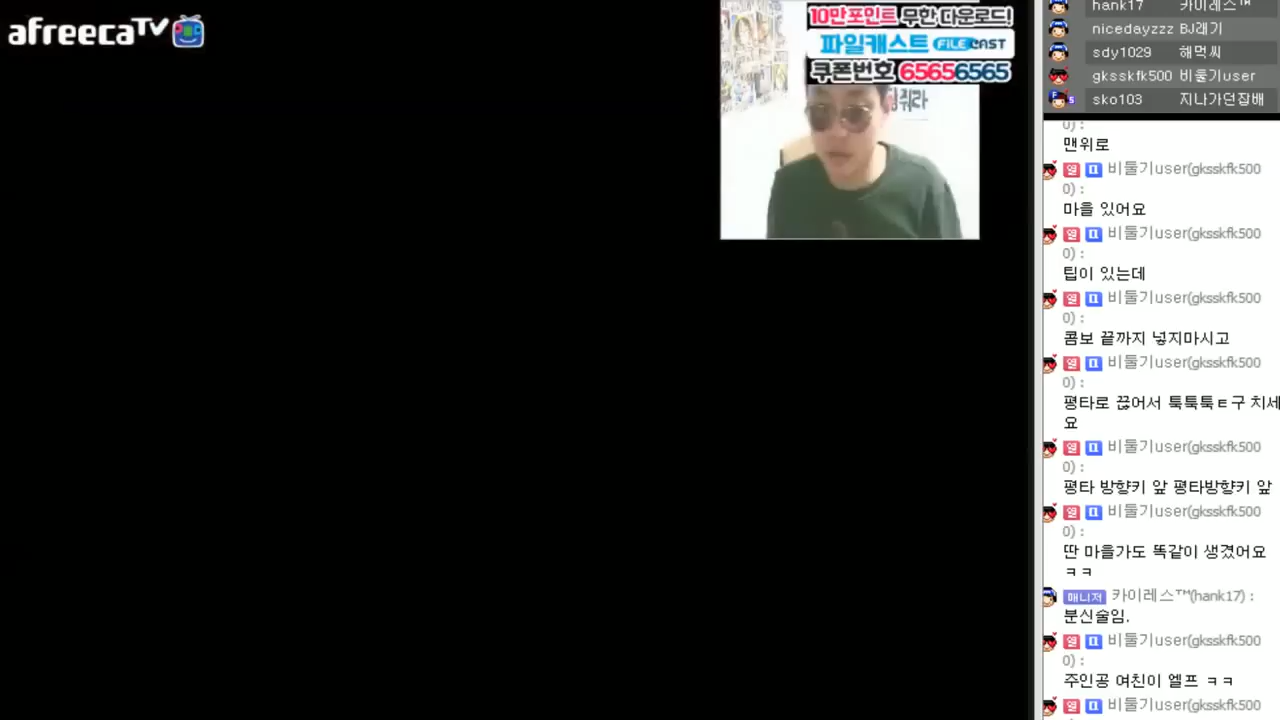 afreecaTV
10만포인트 무한 다운로드!
파일캐스트 FILECAST
쿠폰번호 65656565
줘라
hank17 카이레스™
nicedayzzz BJ래기
sdy1029 해먹씨
gksskfk500 비둘기user
sko103 지나가던잡배
0) :
맨위로
열 비둘기user(gksskfk500
0) :
마을 있어요
열 비둘기user(gksskfk500
0) :
팁이 있는데
열 비둘기user(gksskfk500
0) :
콤보 끝까지 넣지마시고
열 비둘기user(gksskfk500
0) :
평타로 끊어서 툭툭툭ㅌ구 치세
요
열 비둘기user(gksskfk500
0) :
평타 방향키 앞 평타방향키 앞
열 비둘기user(gksskfk500
0) :
딴 마을가도 똑같이 생겼어요
ㅋㅋ
매니저 카이레스™(hank17) :
분신술임.
열 비둘기user(gksskfk500
0) :
주인공 여친이 엘프 ㅋㅋ
열 비둘기user(gksskfk500